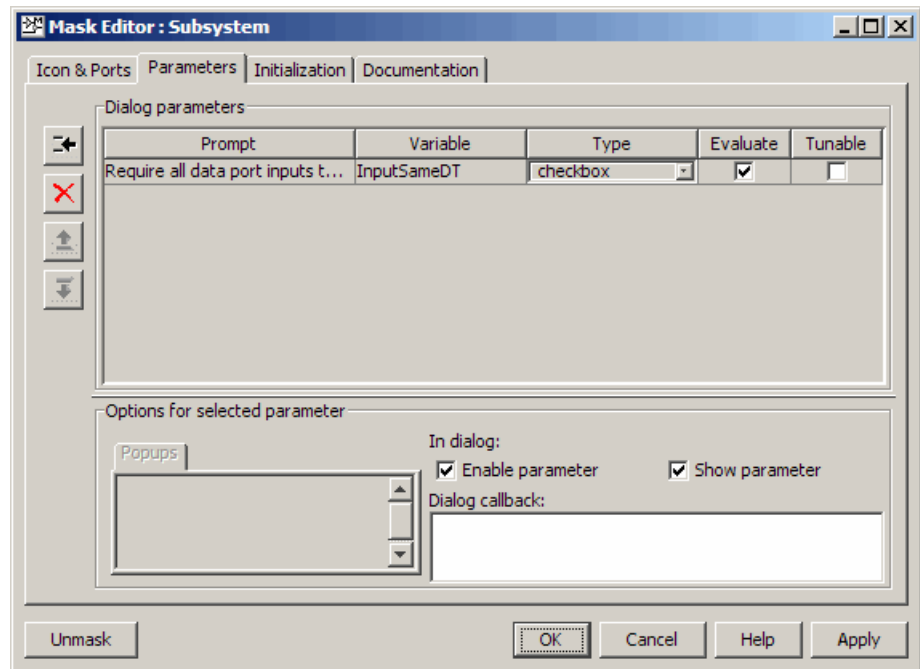 Mask Editor : Subsystem
Icon & Ports Parameters Initialization Documentation
Dialog parameters
Prompt Variable Type Evaluate Tunable
Require all data port inputs t... InputSameDT checkbox
Options for selected parameter
Popups
In dialog:
Enable parameter Show parameter
Dialog callback:
Unmask OK Cancel Help Apply